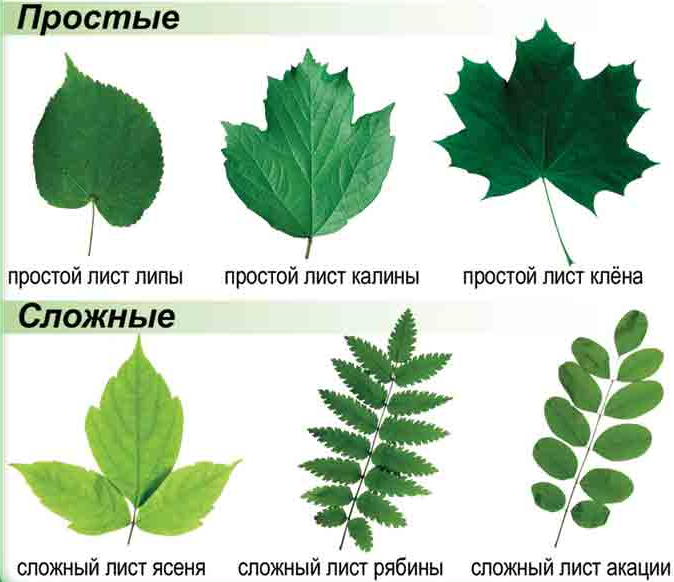 Простые
простой лист липы
простой лист калины
простой лист клёна
Сложные
сложный лист ясеня
сложный лист рябины
сложный лист акации